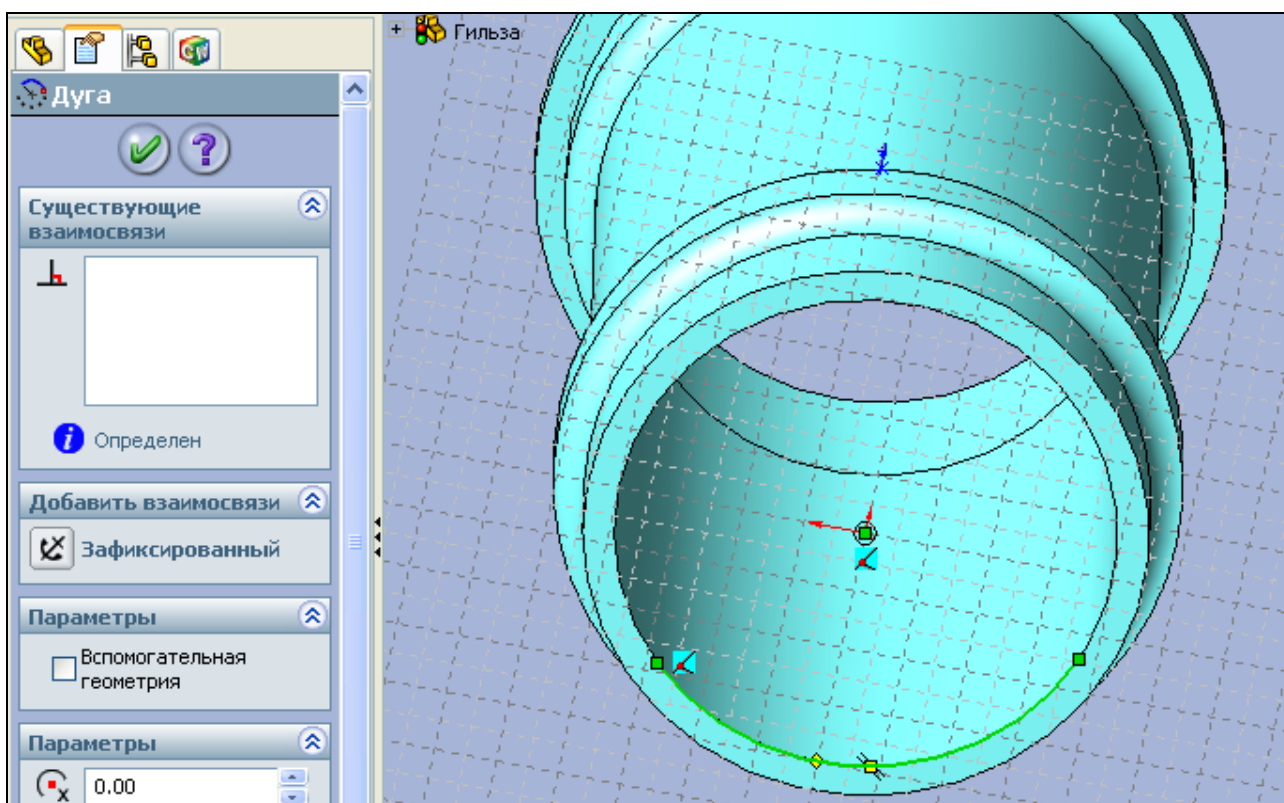 Гильза
Дуга
Существующие
взаимосвязи
Определен
Добавить взаимосвязи
Зафиксированный
Параметры
Вспомогательная
геометрия
Параметры
0.00